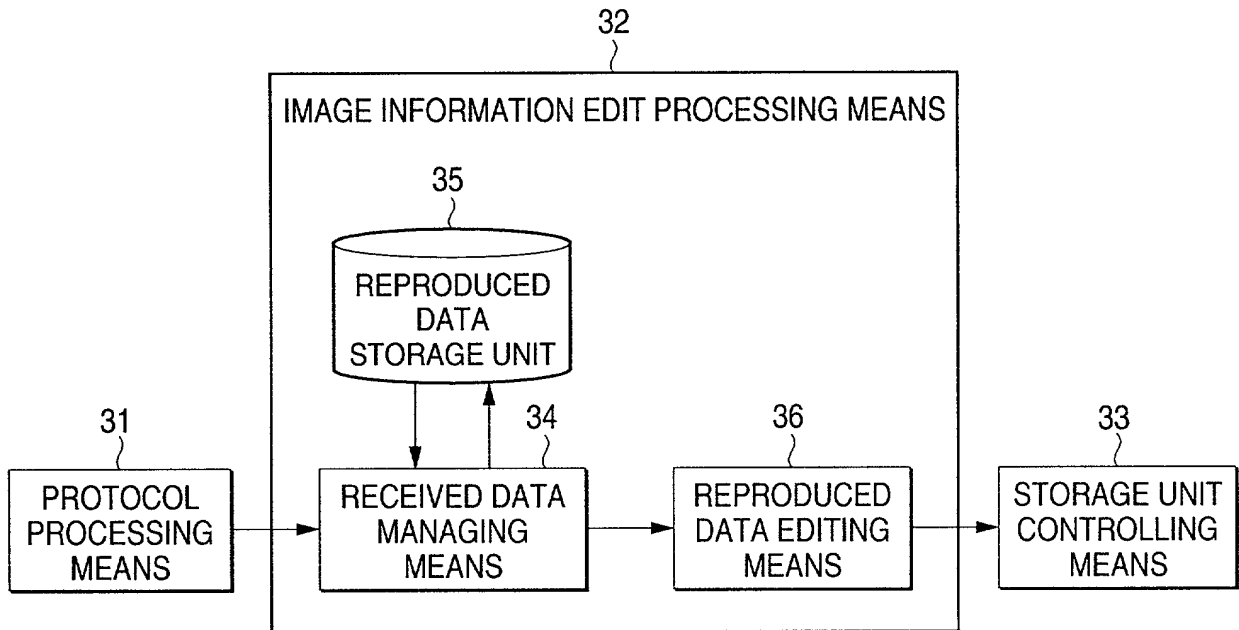 32
IMAGE INFORMATION EDIT PROCESSING MEANS
35
REPRODUCED
DATA
STORAGE UNIT
31
PROTOCOL
PROCESSING
MEANS
34
RECEIVED DATA
MANAGING
MEANS
36
REPRODUCED
DATA EDITING
MEANS
33
STORAGE UNIT
CONTROLLING
MEANS